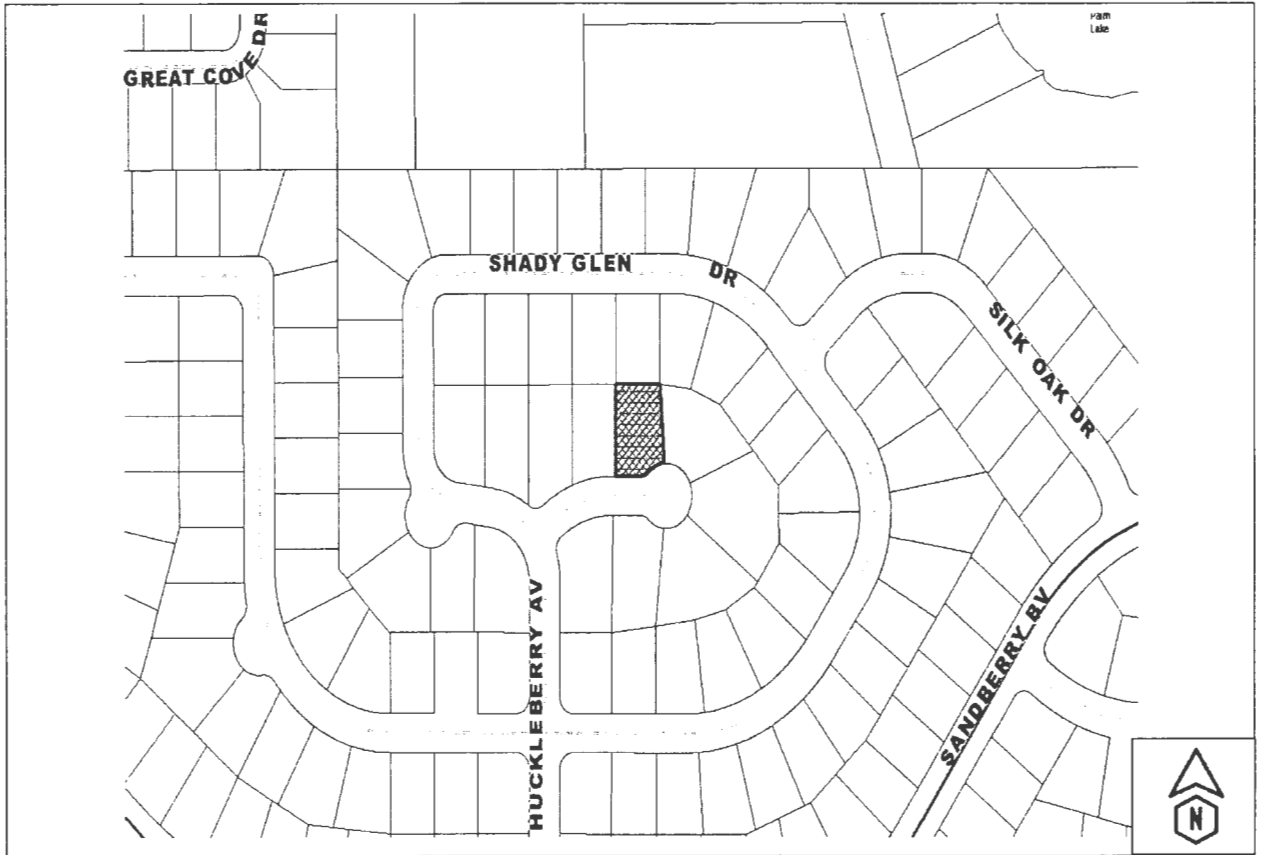 Palm
Lake
GREAT COVE DR
SHADY GLEN DR
SILK OAK DR
HUCKLEBERRY AV
SANDBERRY BV
N